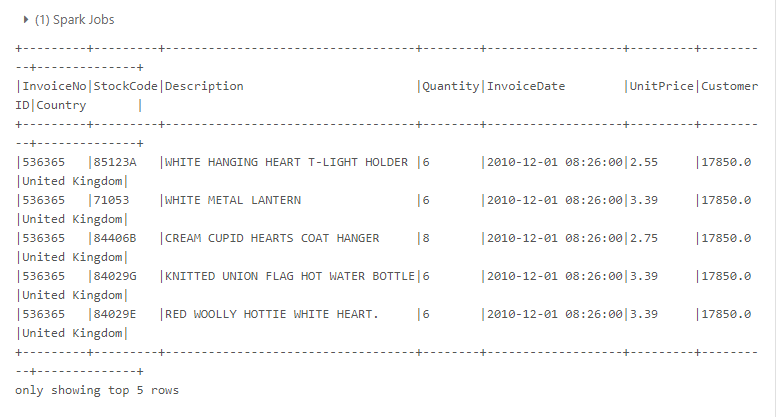 (1) Spark Jobs
+---------+---------+-----------------------------------+--------+-------------------+---------+--------
--+--------------+
|InvoiceNo|StockCode|Description                        |Quantity|InvoiceDate        |UnitPrice|Customer
ID|Country       |
+---------+---------+-----------------------------------+--------+-------------------+---------+--------
--+--------------+
|536365   |85123A   |WHITE HANGING HEART T-LIGHT HOLDER |6       |2010-12-01 08:26:00|2.55     |17850.0
|United Kingdom|
|536365   |71053    |WHITE METAL LANTERN                |6       |2010-12-01 08:26:00|3.39     |17850.0
|United Kingdom|
|536365   |84406B   |CREAM CUPID HEARTS COAT HANGER     |8       |2010-12-01 08:26:00|2.75     |17850.0
|United Kingdom|
|536365   |84029G   |KNITTED UNION FLAG HOT WATER BOTTLE|6       |2010-12-01 08:26:00|3.39     |17850.0
|United Kingdom|
|536365   |84029E   |RED WOOLLY HOTTIE WHITE HEART.     |6       |2010-12-01 08:26:00|3.39     |17850.0
|United Kingdom|
+---------+---------+-----------------------------------+--------+-------------------+---------+--------
--+--------------+
only showing top 5 rows